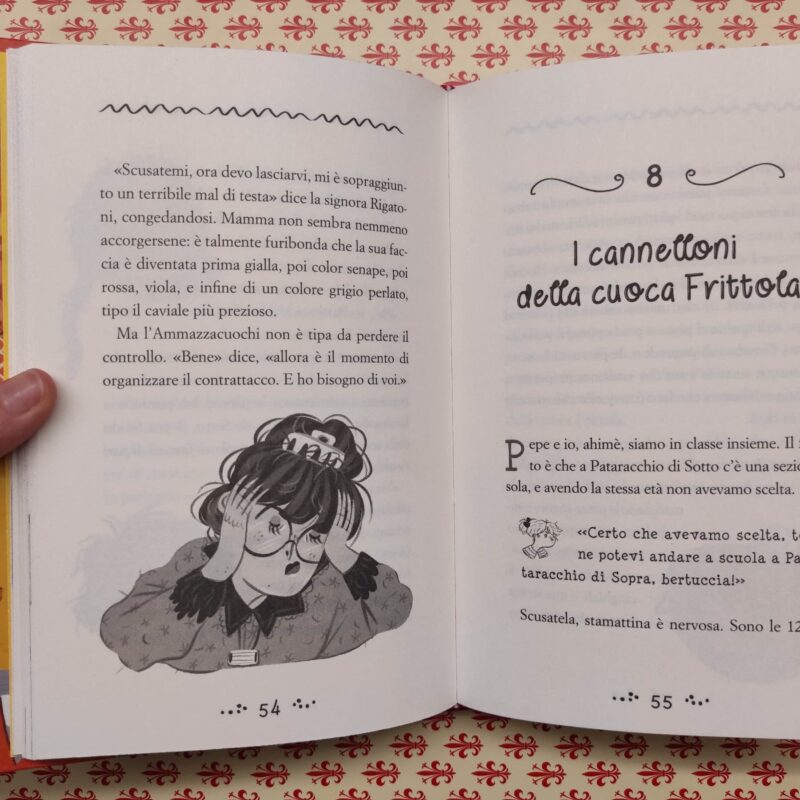 «Scusatemi, ora devo lasciarvi, mi è sopraggiun-
to un terribile mal di testa» dice la signora Rigato-
ni, congedandosi. Mamma non sembra nemmeno
accorgersene: è talmente furibonda che la sua fac-
cia è diventata prima gialla, poi color senape, poi
rossa, viola, e infine di un colore grigio perlato,
tipo il caviale più prezioso.
Ma l'Ammazzacuochi non è tipa da perdere il
controllo. «Bene» dice, «allora è il momento di
organizzare il contrattacco. E ho bisogno di voi.»
54
8
I cannelloni
della cuoca Frittola
Pepe e io, ahimè, siamo in classe insieme. Il
to è che a Pataracchio di Sotto c'è una sezio
sola, e avendo la stessa età non avevamo scelta.
«Certo che avevamo scelta,
ne potevi andare a scuola a Pa
taracchio di Sopra, bertuccia!»
Scusatela, stamattina è nervosa. Sono le 12
55